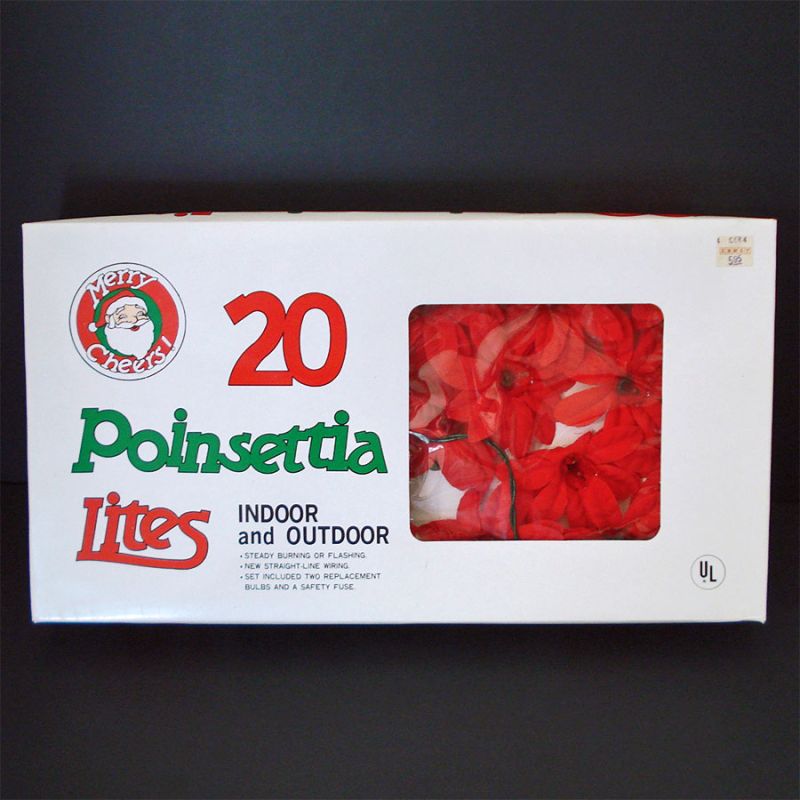 Merry
Cheers!
20
Poinsettia
Lites
INDOOR
and OUTDOOR
• STEADY BURNING OR FLASHING.
• NEW STRAIGHT-LINE WIRING.
• SET INCLUDED TWO REPLACEMENT
BULBS AND A SAFETY FUSE.
595
UL